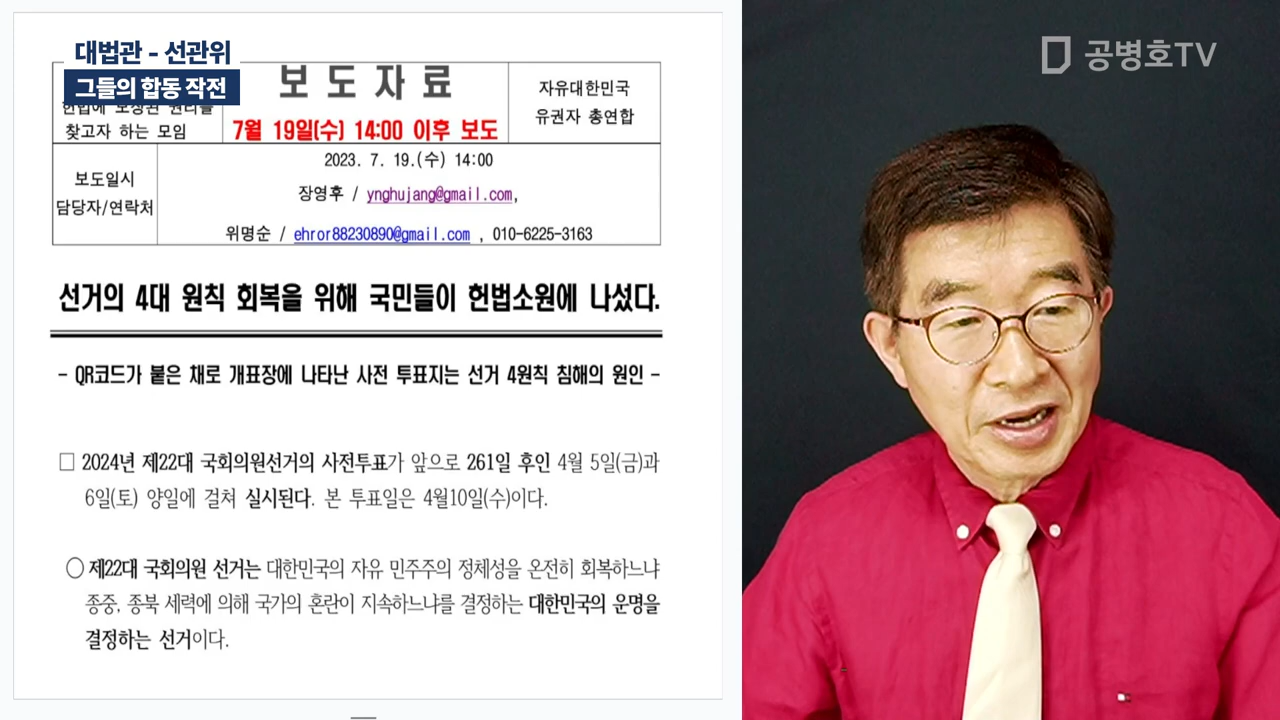 대법관 - 선관위
그들의 합동 작전
공병호TV
헌법에 보장된 권리를
찾고자 하는 모임
보 도 자 료
7월 19일(수) 14:00 이후 보도
자유대한민국
유권자 총연합
보도일시
담당자/연락처
2023. 7. 19.(수) 14:00
장영후 / ynghujang@gmail.com,
위명순 / ehror88230890@gmail.com , 010-6225-3163
선거의 4대 원칙 회복을 위해 국민들이 헌법소원에 나섰다.
- QR코드가 붙은 채로 개표장에 나타난 사전 투표지는 선거 4원칙 침해의 원인 -
□ 2024년 제22대 국회의원선거의 사전투표가 앞으로 261일 후인 4월 5일(금)과
6일(토) 양일에 걸쳐 실시된다. 본 투표일은 4월10일(수)이다.
○ 제22대 국회의원 선거는 대한민국의 자유 민주주의 정체성을 온전히 회복하느냐
종중, 종북 세력에 의해 국가의 혼란이 지속하느냐를 결정하는 대한민국의 운명을
결정하는 선거이다.